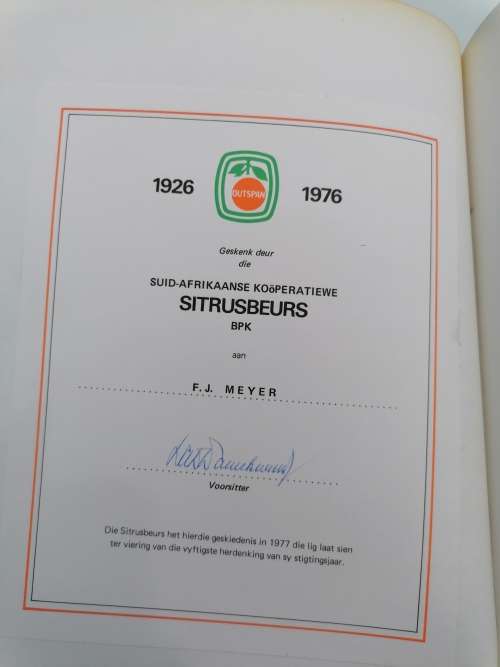 1926 OUTSPAN 1976
Geskenk deur
die
SUID-AFRIKAANSE KOöPERATIEWE
SITRUSBEURS
BPK
aan
F.J. MEYER
Voorsitter
Die Sitrusbeurs het hierdie geskiedenis in 1977 die lig laat sien
ter viering van die vyftigste herdenking van sy stigtingsjaar.